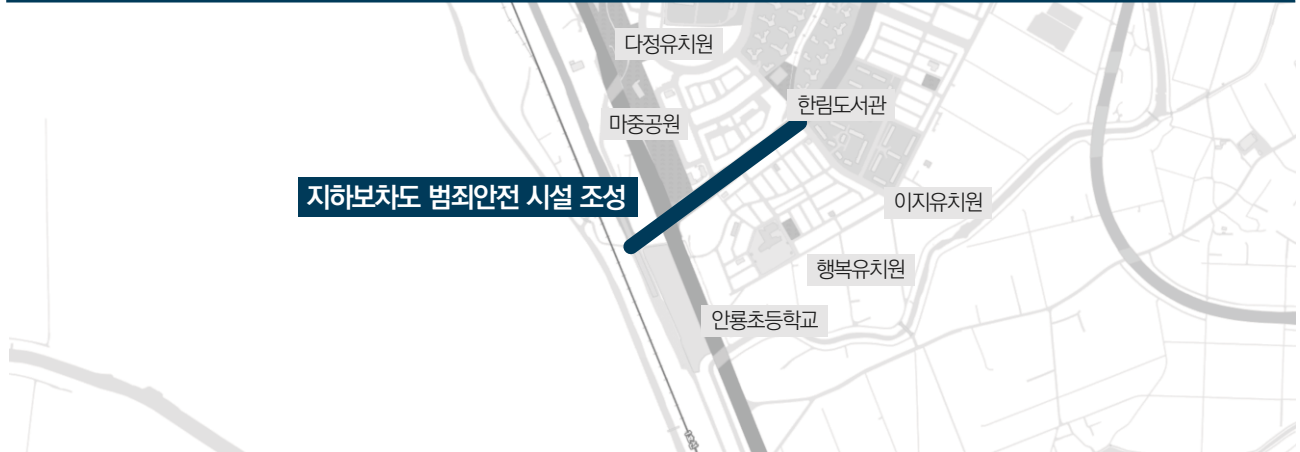 다정유치원
한림도서관
마중공원
지하보차도 범죄안전 시설 조성
이지유치원
행복유치원
안룡초등학교